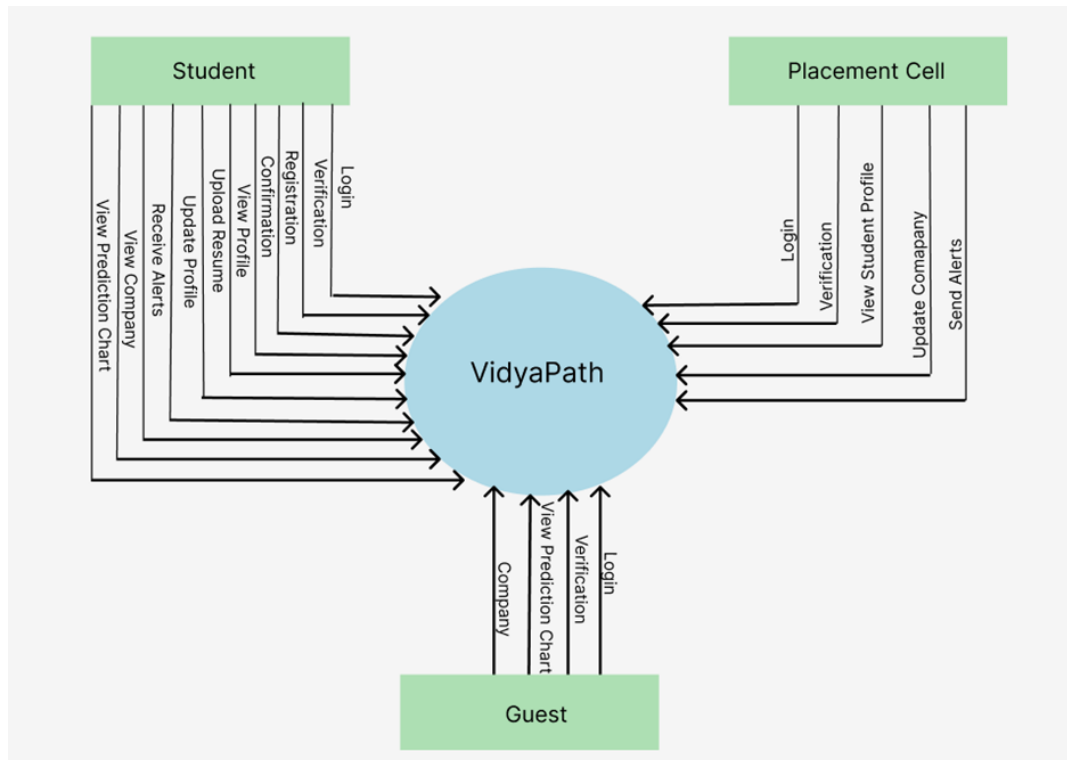 Student
Placement Cell
View Prediction Chart
View Company
Receive Alerts
Update Profile
Upload Resume
View Profile
Confirmation
Registration
Verification
Login
Login
Verification
View Student Profile
Update Comapany
Send Alerts
VidyaPath
Company
View Prediction Chart
Verification
Login
Guest